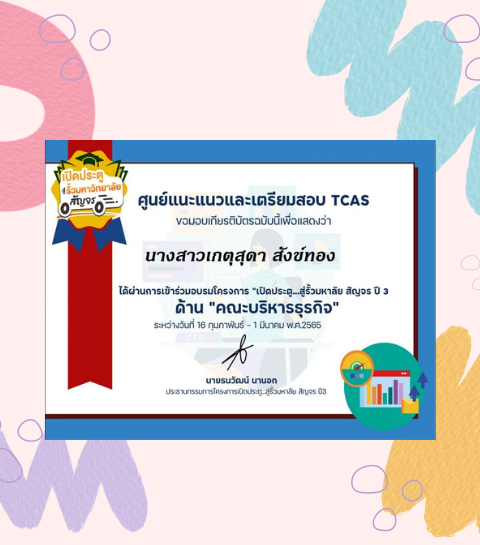 เปิดประตู
สู่รั้วมหาวิทยาลัย
สัญจร
ศูนย์แนะแนวและเตรียมสอบ TCAS
ขอมอบเกียรติบัตรฉบับนี้เพื่อแสดงว่า
นางสาวเกตุสุดา สังข์ทอง
ได้ผ่านการเข้าร่วมอบรมโครงการ "เปิดประตู...สู่รั้วมหาลัย สัญจร ปี 3
ด้าน "คณะบริหารธุรกิจ"
ระหว่างวันที่ 16 กุมภาพันธ์ - 1 มีนาคม พ.ศ.2565
นายธนวัฒน์ นานอก
ประธานกรรมการโครงการเปิดประตู...สู่รั้วมหาลัย สัญจร ปี3